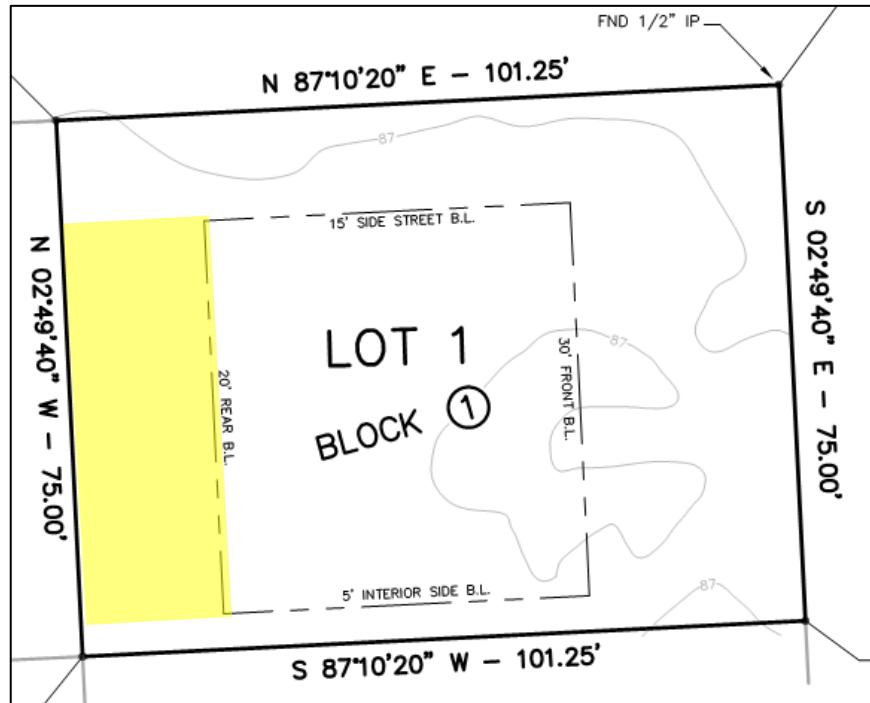 FND 1/2" IP
N 87°10'20" E - 101.25'
87
15' SIDE STREET B.L.
S 02°49'40" E - 75.00'
N 02°49'40" W - 75.00'
LOT 1
87
30' FRONT B.L.
20' REAR B.L.
BLOCK 1
5' INTERIOR SIDE B.L.
87
S 87°10'20" W - 101.25'